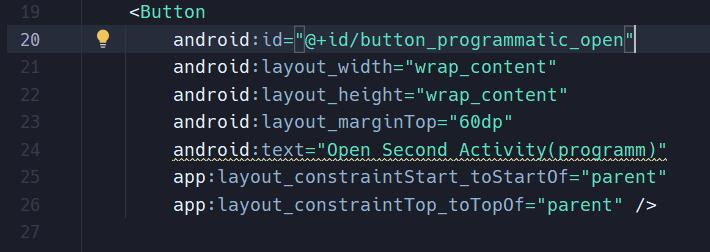 19 <Button
20 android:id="@+id/button_programmatic_open"
21 android:layout_width="wrap_content"
22 android:layout_height="wrap_content"
23 android:layout_marginTop="60dp"
24 android:text="Open Second Activity(programm)"
25 app:layout_constraintStart_toStartOf="parent"
26 app:layout_constraintTop_toTopOf="parent" />
27